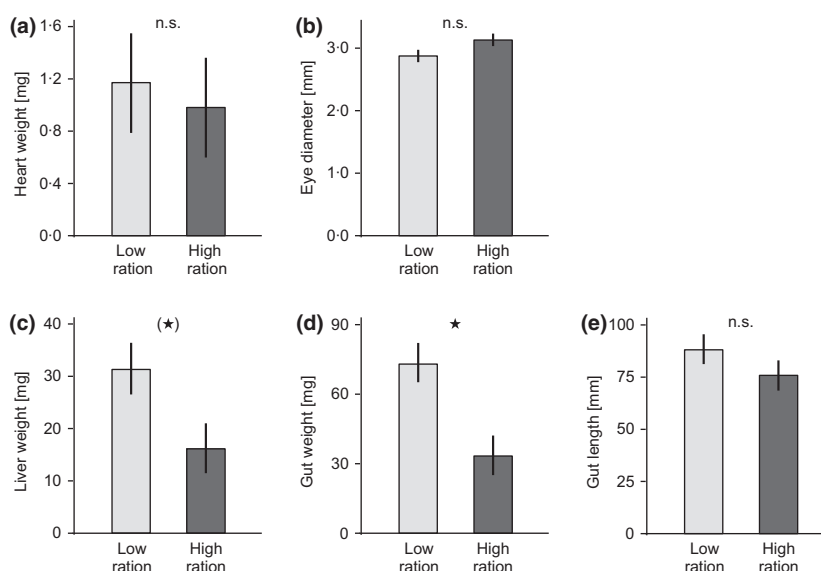 (a)
n.s.
Heart weight [mg]
1·6
1·2
0·8
0·4
0·0
Low
ration
High
ration
(b)
n.s.
Eye diameter [mm]
3·0
2·0
1·0
0·0
Low
ration
High
ration
(c)
(★)
Liver weight [mg]
40
30
20
10
0
Low
ration
High
ration
(d)
★
Gut weight [mg]
90
60
30
0
Low
ration
High
ration
(e)
n.s.
Gut length [mm]
100
75
50
25
0
Low
ration
High
ration